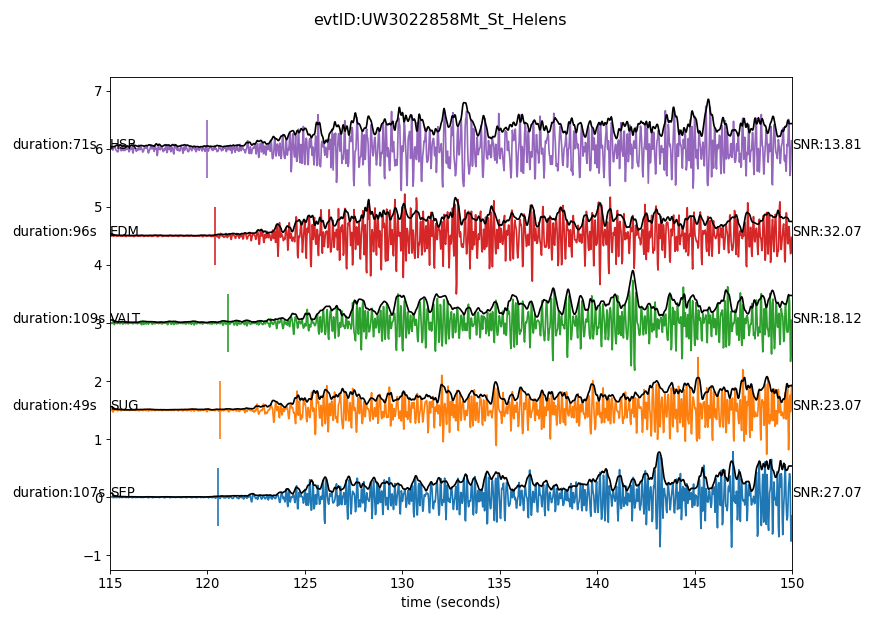 evtID:UW3022858Mt_St_Helens
7
duration:71s HSR SNR:13.81
6
5
duration:96s EDM SNR:32.07
4
duration:109s VALT SNR:18.12
3
2
duration:49s SUG SNR:23.07
1
duration:107s SEP SNR:27.07
0
−1
115 120 125 130 135 140 145 150
time (seconds)